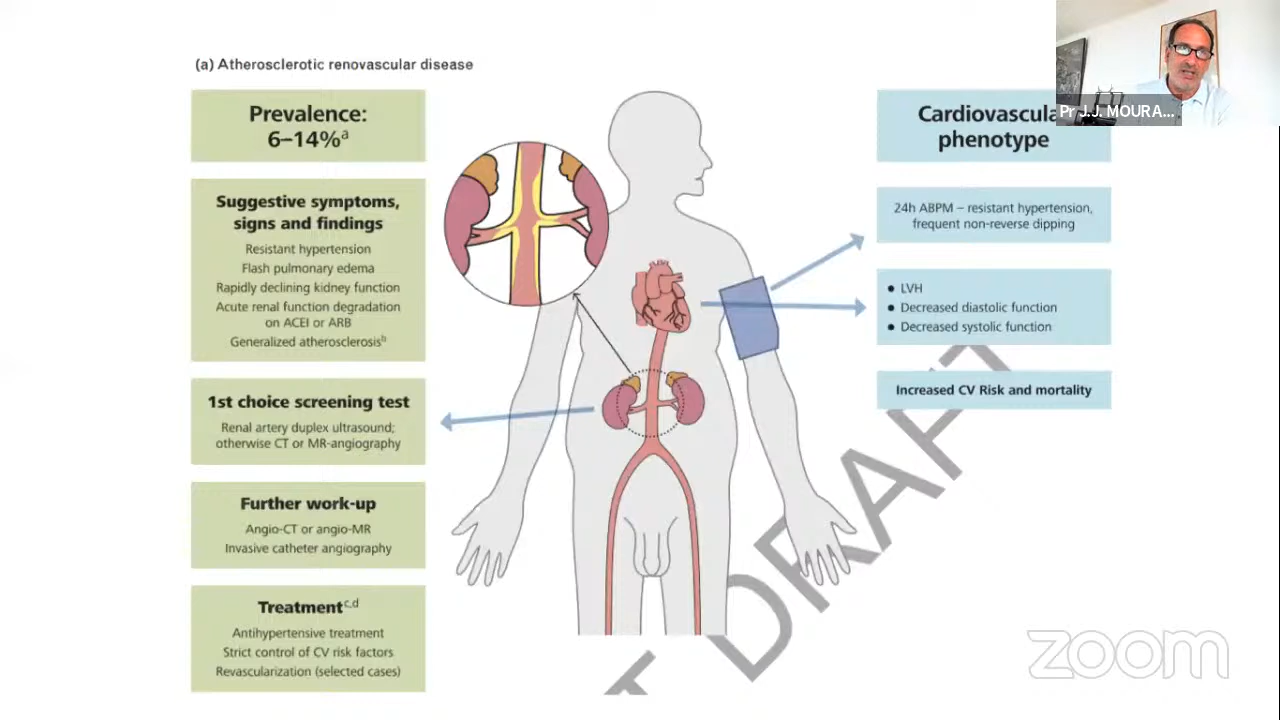 (a) Atherosclerotic renovascular disease
Prevalence:
6–14%a
Suggestive symptoms,
signs and findings
Resistant hypertension
Flash pulmonary edema
Rapidly declining kidney function
Acute renal function degradation
on ACEI or ARB
Generalized atherosclerosisb
1st choice screening test
Renal artery duplex ultrasound;
otherwise CT or MR-angiography
Further work-up
Angio-CT or angio-MR
Invasive catheter angiography
Treatmentc,d
Antihypertensive treatment
Strict control of CV risk factors
Revascularization (selected cases)
Cardiovascula
phenotype
24h ABPM – resistant hypertension,
frequent non-reverse dipping
● LVH
● Decreased diastolic function
● Decreased systolic function
Increased CV Risk and mortality
Pr J.J. MOURA...
DRAFT
zoom